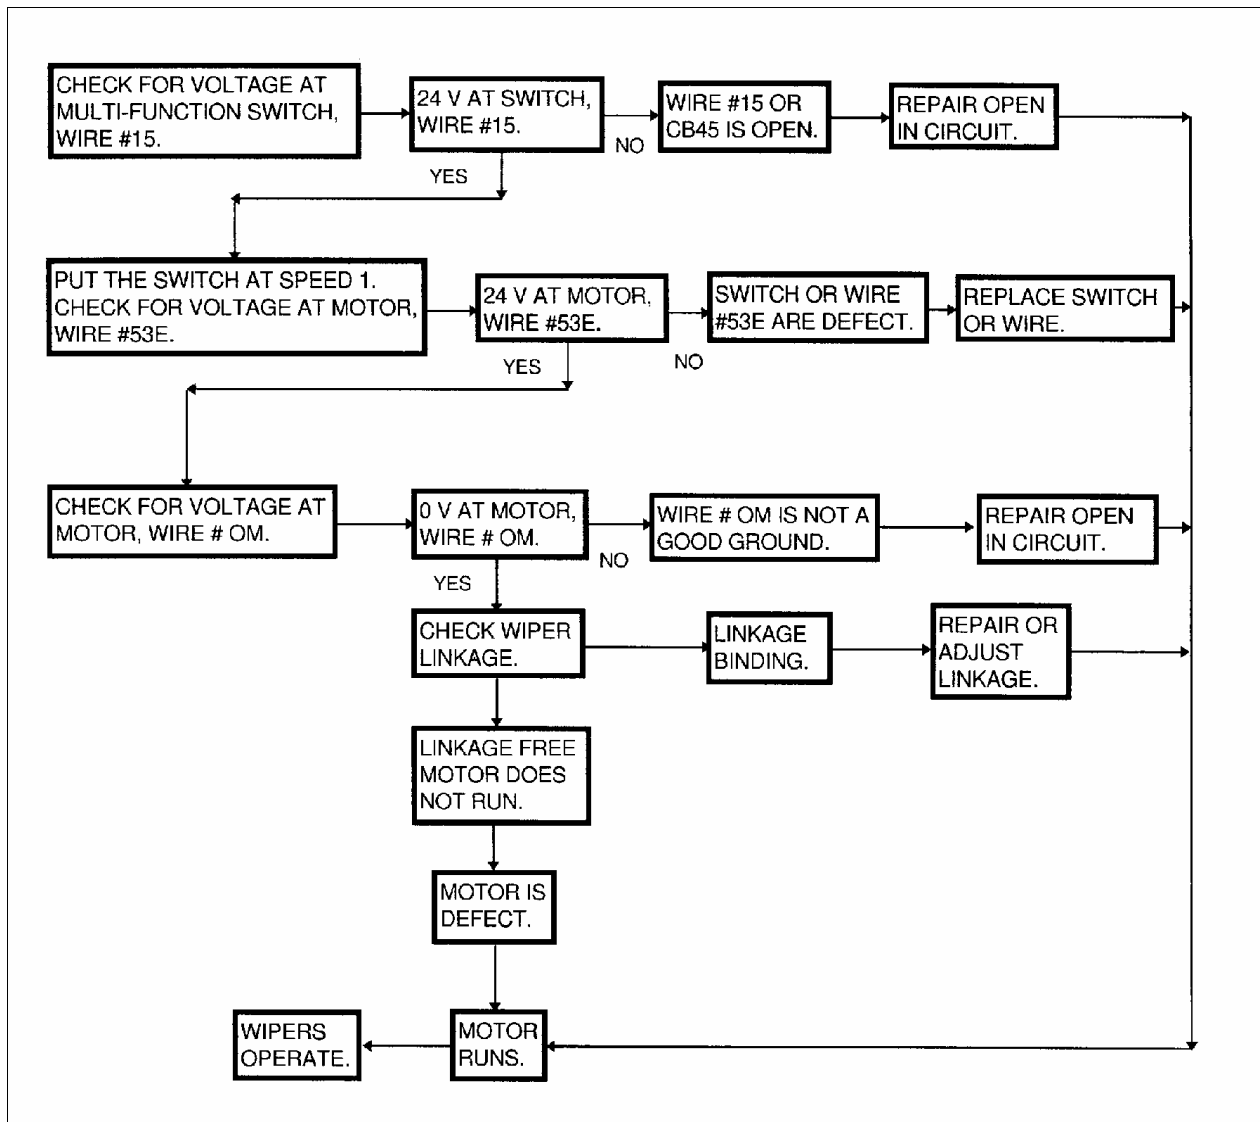 CHECK FOR VOLTAGE AT
MULTI-FUNCTION SWITCH,
WIRE #15.
24 V AT SWITCH,
WIRE #15.
WIRE #15 OR
CB45 IS OPEN.
REPAIR OPEN
IN CIRCUIT.
NO
YES
PUT THE SWITCH AT SPEED 1.
CHECK FOR VOLTAGE AT MOTOR,
WIRE #53E.
24 V AT MOTOR,
WIRE #53E.
SWITCH OR WIRE
#53E ARE DEFECT.
REPLACE SWITCH
OR WIRE.
YES
NO
CHECK FOR VOLTAGE AT
MOTOR, WIRE # OM.
0 V AT MOTOR,
WIRE # OM.
WIRE # OM IS NOT A
GOOD GROUND.
REPAIR OPEN
IN CIRCUIT.
NO
YES
CHECK WIPER
LINKAGE.
LINKAGE
BINDING.
REPAIR OR
ADJUST
LINKAGE.
LINKAGE FREE
MOTOR DOES
NOT RUN.
MOTOR IS
DEFECT.
WIPERS
OPERATE.
MOTOR
RUNS.